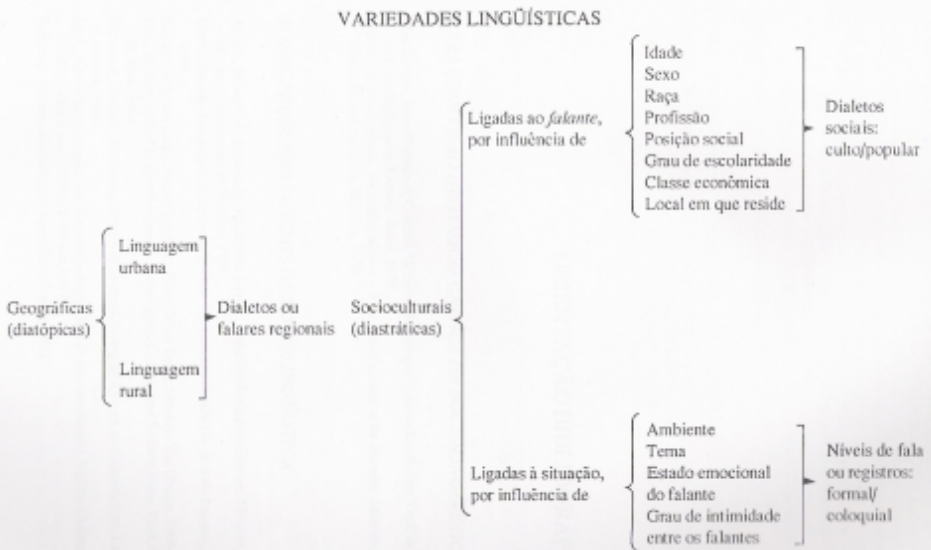 VARIEDADES LINGÜÍSTICAS
Geográficas
(diatópicas)
Linguagem
urbana
Linguagem
rural
Dialetos ou
falares regionais
Socioculturais
(diastráticas)
Ligadas ao falante,
por influência de
Idade
Sexo
Raça
Profissão
Posição social
Grau de escolaridade
Classe econômica
Local em que reside
Dialetos
sociais:
culto/popular
Ligadas à situação,
por influência de
Ambiente
Tema
Estado emocional
do falante
Grau de intimidade
entre os falantes
Níveis de fala
ou registros:
formal/
coloquial